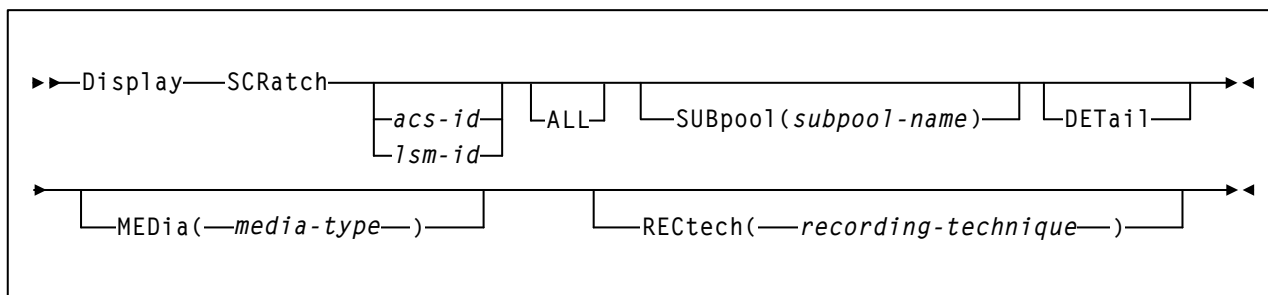 Display SCRatch acs-id ALL SUBpool(subpool-name) DETail
lsm-id
MEDia( media-type ) RECtech( recording-technique )